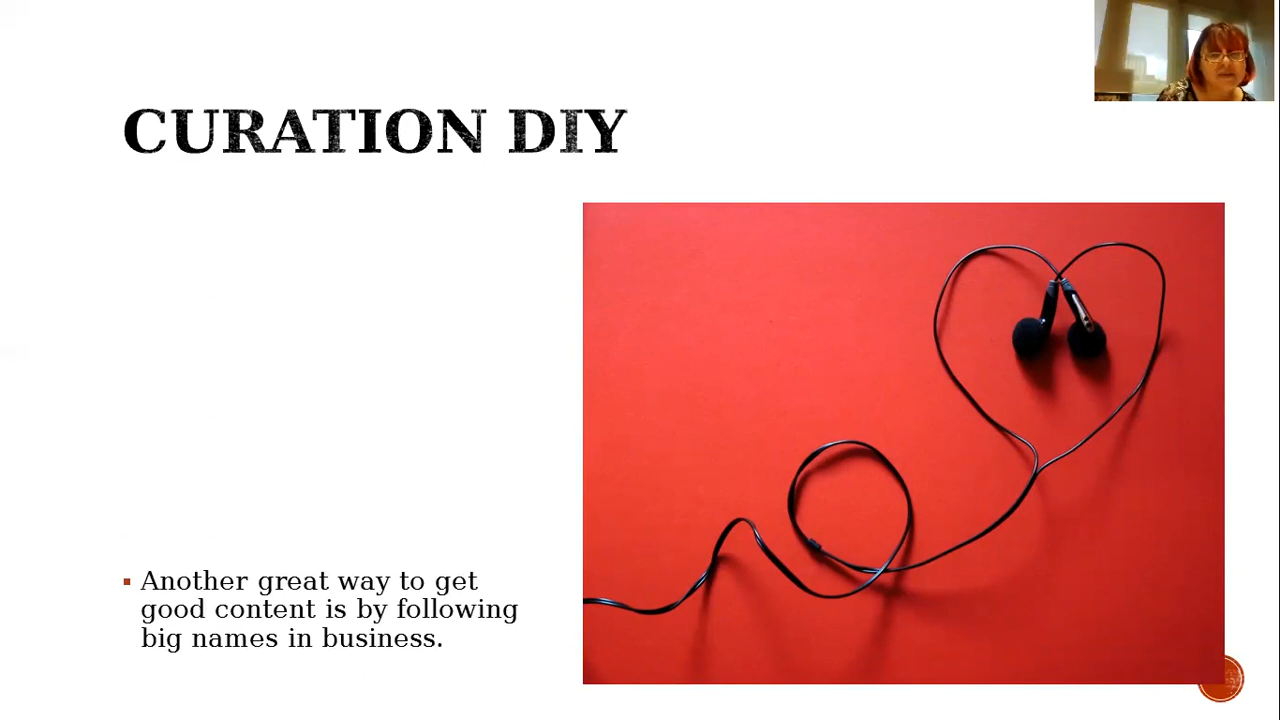 CURATION DIY
▪ Another great way to get
good content is by following
big names in business.